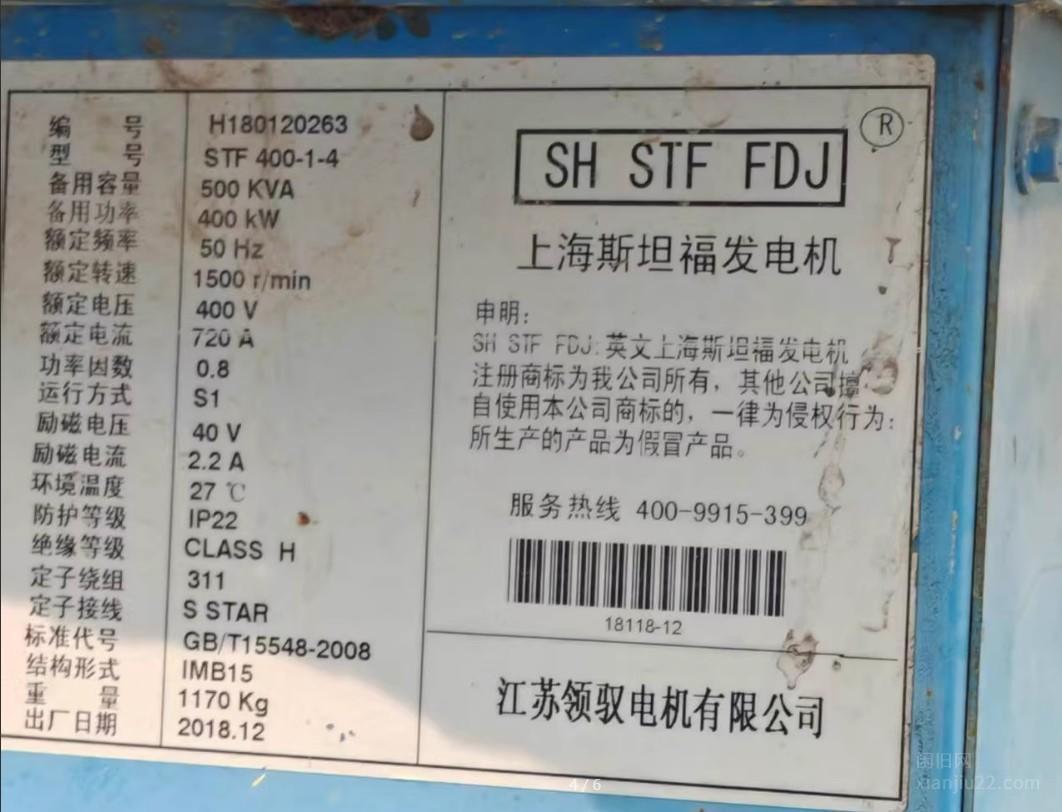 编号 H180120263
型号 STF 400-1-4
备用容量 500 KVA
备用功率 400 kW
额定频率 50 Hz
额定转速 1500 r/min
额定电压 400 V
额定电流 720 A
功率因数 0.8
运行方式 S1
励磁电压 40 V
励磁电流 2.2 A
环境温度 27 ℃
防护等级 IP22
绝缘等级 CLASS H
定子绕组 311
定子接线 S STAR
标准代号 GB/T15548-2008
结构形式 IMB15
重量 1170 Kg
出厂日期 2018.12
®
SH STF FDJ
上海斯坦福发电机
申明:
SH STF FDJ:英文上海斯坦福发电机
注册商标为我公司所有，其他公司擅
自使用本公司商标的，一律为侵权行为:
所生产的产品为假冒产品。
服务热线 400-9915-399
18118-12
江苏领驭电机有限公司
4 / 6
闲旧网
xianjiu22.com